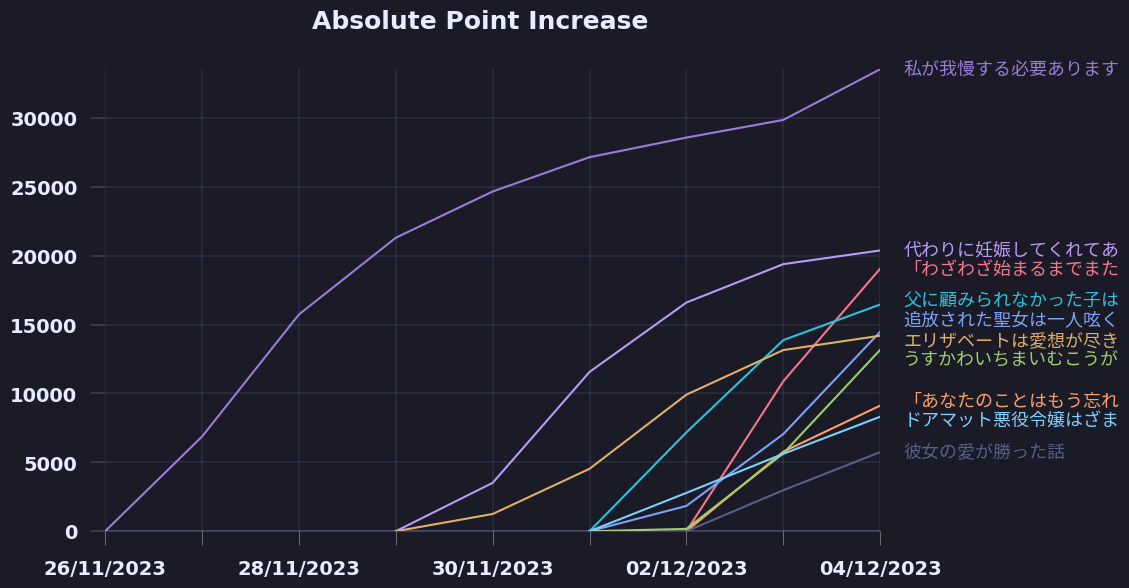 Absolute Point Increase
私が我慢する必要あります
30000
25000
20000
代わりに妊娠してくれてあ
「わざわざ始まるまでまた
父に顧みられなかった子は
15000
追放された聖女は一人呟く
エリザベートは愛想が尽き
うすかわいちまいむこうが
10000
「あなたのことはもう忘れ
ドアマット悪役令嬢はざま
5000
彼女の愛が勝った話
0
26/11/2023
28/11/2023
30/11/2023
02/12/2023
04/12/2023